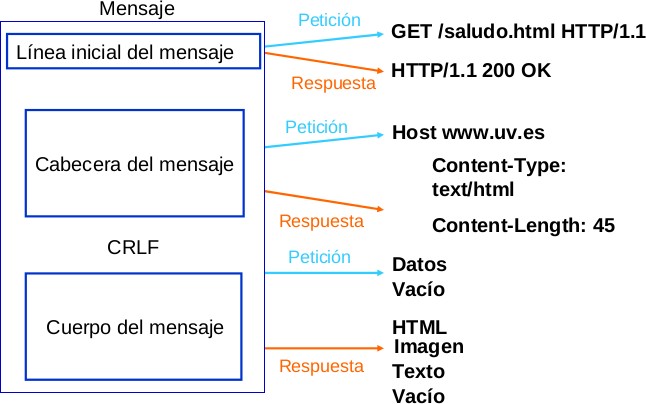 Mensaje
Petición
GET /saludo.html HTTP/1.1
Línea inicial del mensaje
HTTP/1.1 200 OK
Respuesta
Petición
Host www.uv.es
Cabecera del mensaje
Content-Type:
text/html
Respuesta
Content-Length: 45
CRLF
Petición
Datos
Vacío
Cuerpo del mensaje
HTML
Imagen
Respuesta
Texto
Vacío